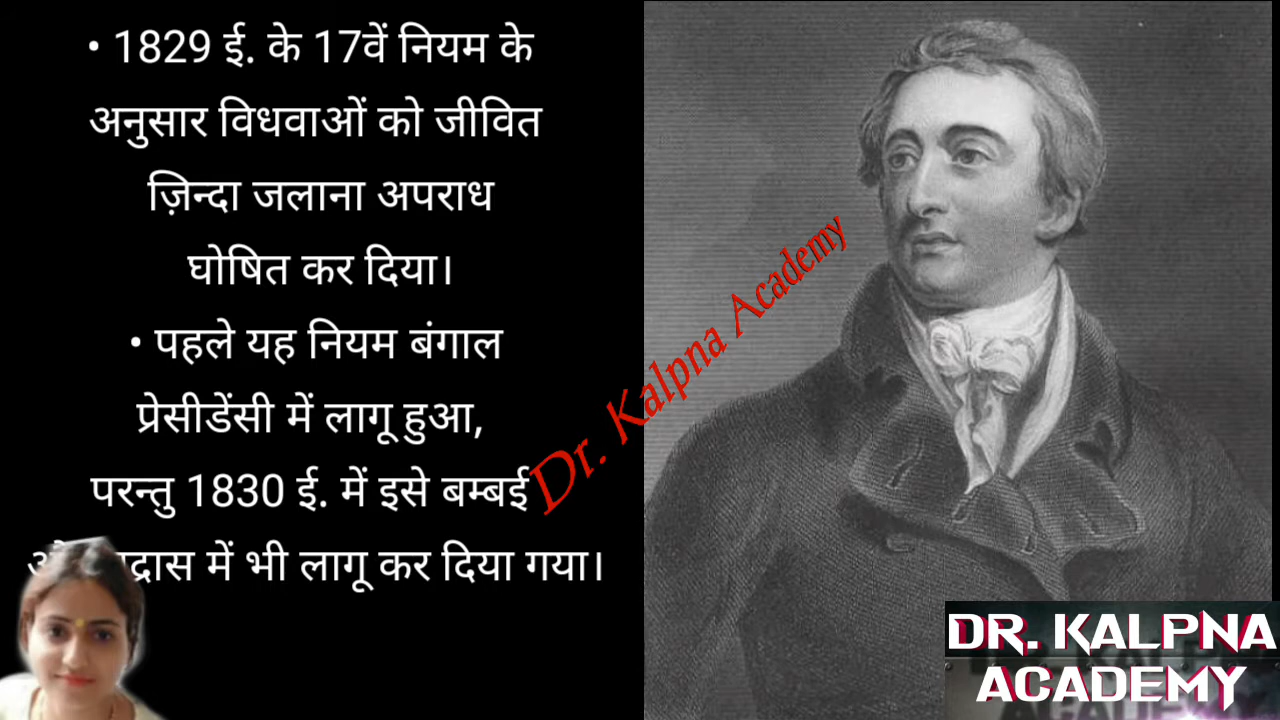 • 1829 ई. के 17वें नियम के
अनुसार विधवाओं को जीवित
ज़िन्दा जलाना अपराध
घोषित कर दिया।
• पहले यह नियम बंगाल
प्रेसीडेंसी में लागू हुआ,
परन्तु 1830 ई. में इसे बम्बई
में भी लागू कर दिया गया।
Dr. Kalpna Academy
DR. KALPNA
ACADEMY